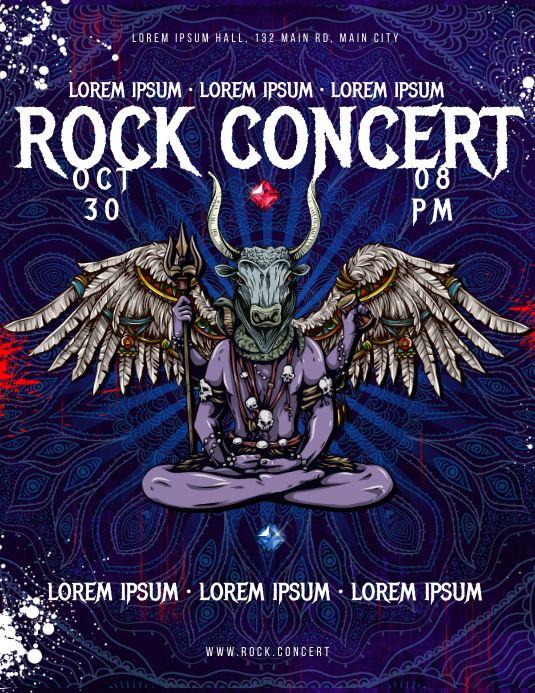 LOREM IPSUM HALL, 132 MAIN RD, MAIN CITY
LOREM IPSUM • LOREM IPSUM • LOREM IPSUM
ROCK CONCERT
OCT
30
08
PM
LOREM IPSUM • LOREM IPSUM • LOREM IPSUM
WWW.ROCK.CONCERT